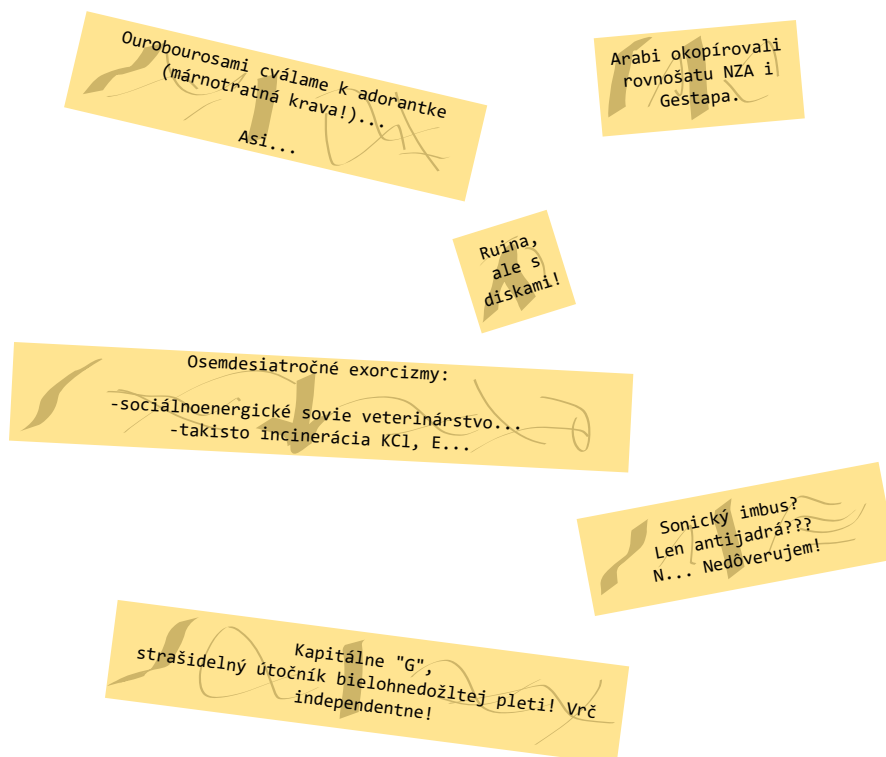 Ourobourosami cválame k adorantke
(márnotratná krava!)...
Asi...
Arabi okopírovali
rovnošatu NZA i
Gestapa.
Ruina,
ale s
diskami!
Osemdesiatročné exorcizmy:
-sociálnoenergické sovie veterinárstvo...
-takisto incinerácia KCl, E...
Sonický imbus?
Len antijadrá???
N... Nedôverujem!
Kapitálne "G",
strašidelný útočník bielohnedožltej pleti! Vrč
independentne!